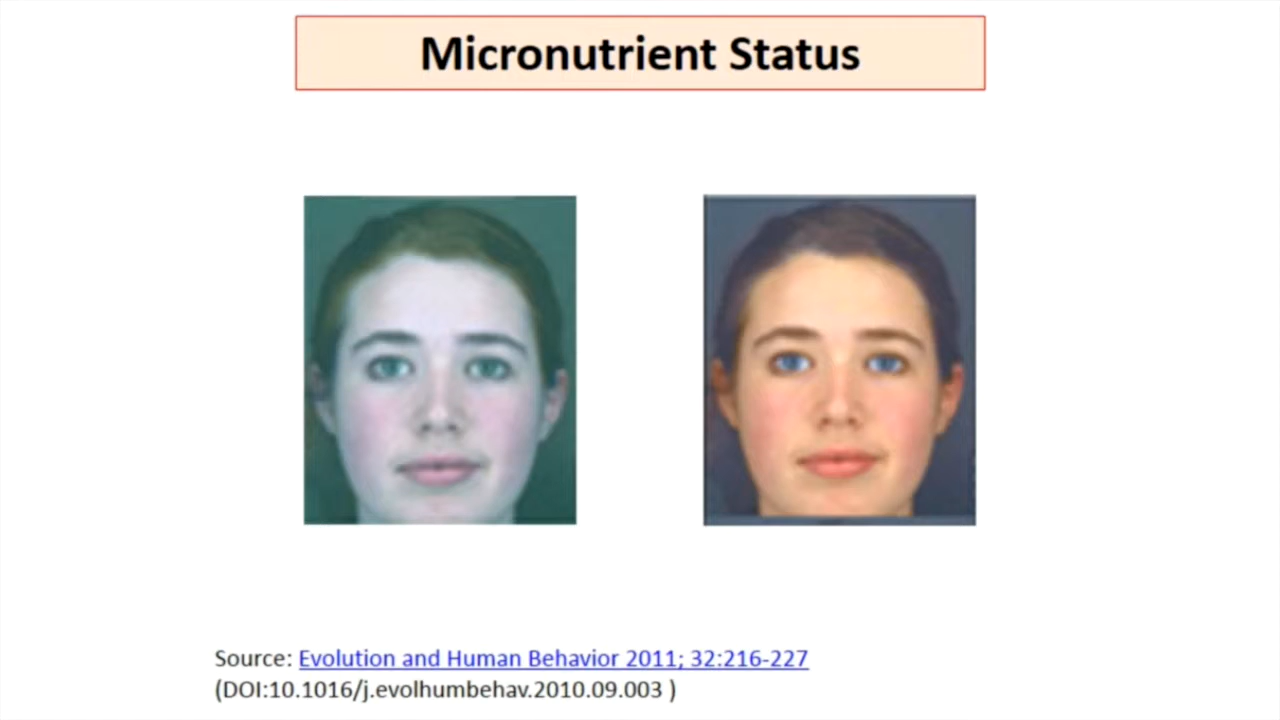 Micronutrient Status
Source: Evolution and Human Behavior 2011; 32:216-227
(DOI:10.1016/j.evolhumbehav.2010.09.003 )